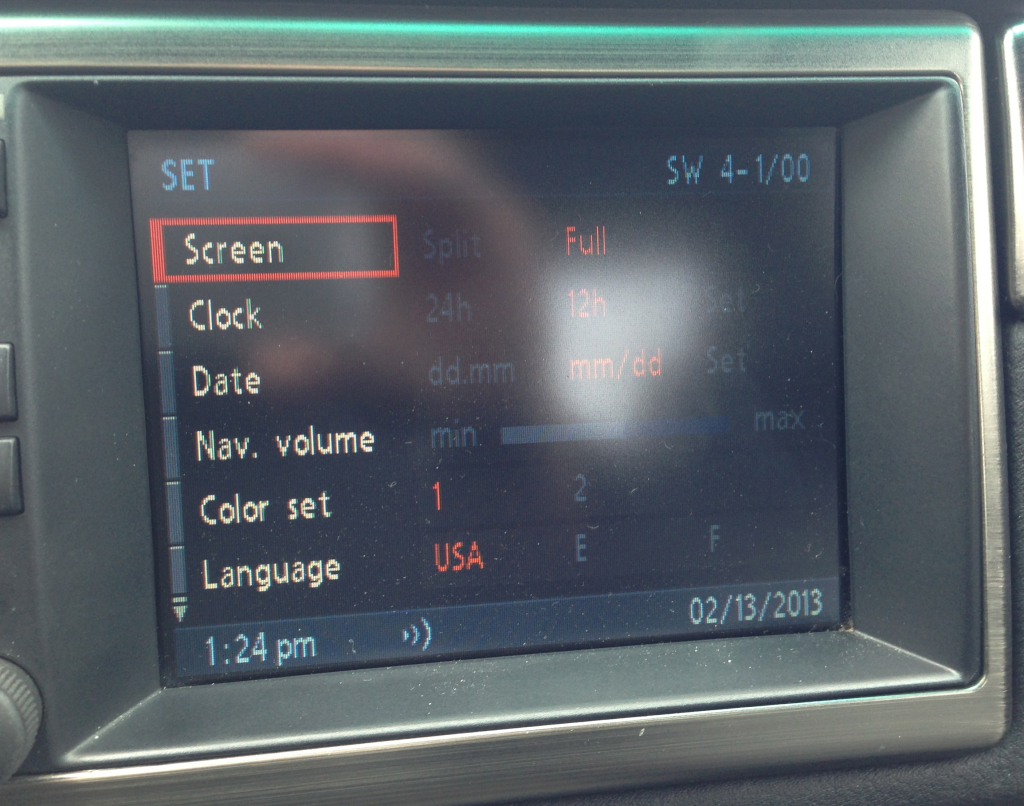 SET SW 4-1/00
Screen Split Full
Clock 24h 12h Set
Date dd.mm mm/dd Set
Nav. volume min max
Color set 1 2
Language USA E F
1:24 pm 02/13/2013